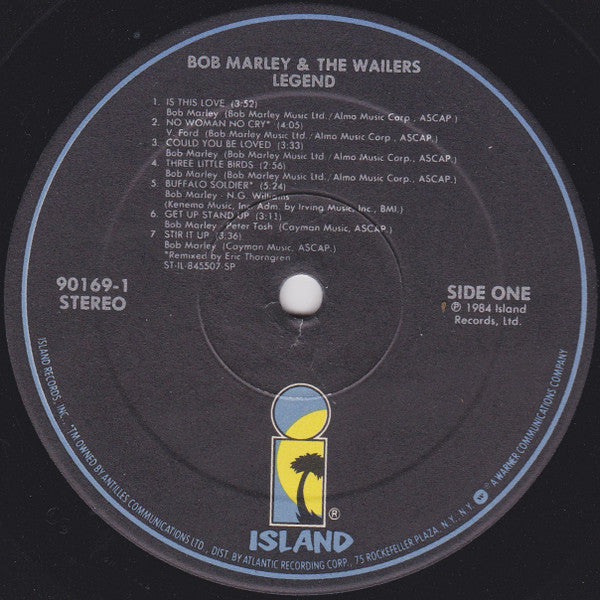 BOB MARLEY & THE WAILERS
LEGEND
1. IS THIS LOVE (3:52)
Bob Marley (Bob Marley Music Ltd./Almo Music Corp., ASCAP.)
2. NO WOMAN NO CRY* (4:05)
V. Ford (Bob Marley Music Ltd./Almo Music Corp., ASCAP.)
3. COULD YOU BE LOVED (3:33)
Bob Marley (Bob Marley Music Ltd./Almo Music Corp., ASCAP.)
4. THREE LITTLE BIRDS (2:56)
Bob Marley (Bob Marley Music Ltd./Almo Music Corp., ASCAP.)
5. BUFFALO SOLDIER* (5:24)
Bob Marley - N.G. Williams
(Kenemo Music, Inc. Adm. by Irving Music, Inc., BMI.)
6. GET UP STAND UP (3:11)
Bob Marley - Peter Tosh (Cayman Music, ASCAP.)
7 STIR IT UP (3:36)
Bob Marley (Cayman Music, ASCAP.)
*Remixed by Eric Thorngren
ST-IL-845507-SP
90169-1
STEREO
SIDE ONE
℗ 1984 Island
Records, Ltd.
i
®
ISLAND
ISLAND RECORDS, INC., ™ OWNED BY ANTILLES COMMUNICATIONS LTD., DIST. BY ATLANTIC RECORDING CORP., 75 ROCKEFELLER PLAZA, N.Y., N.Y. W A WARNER COMMUNICATIONS COMPANY